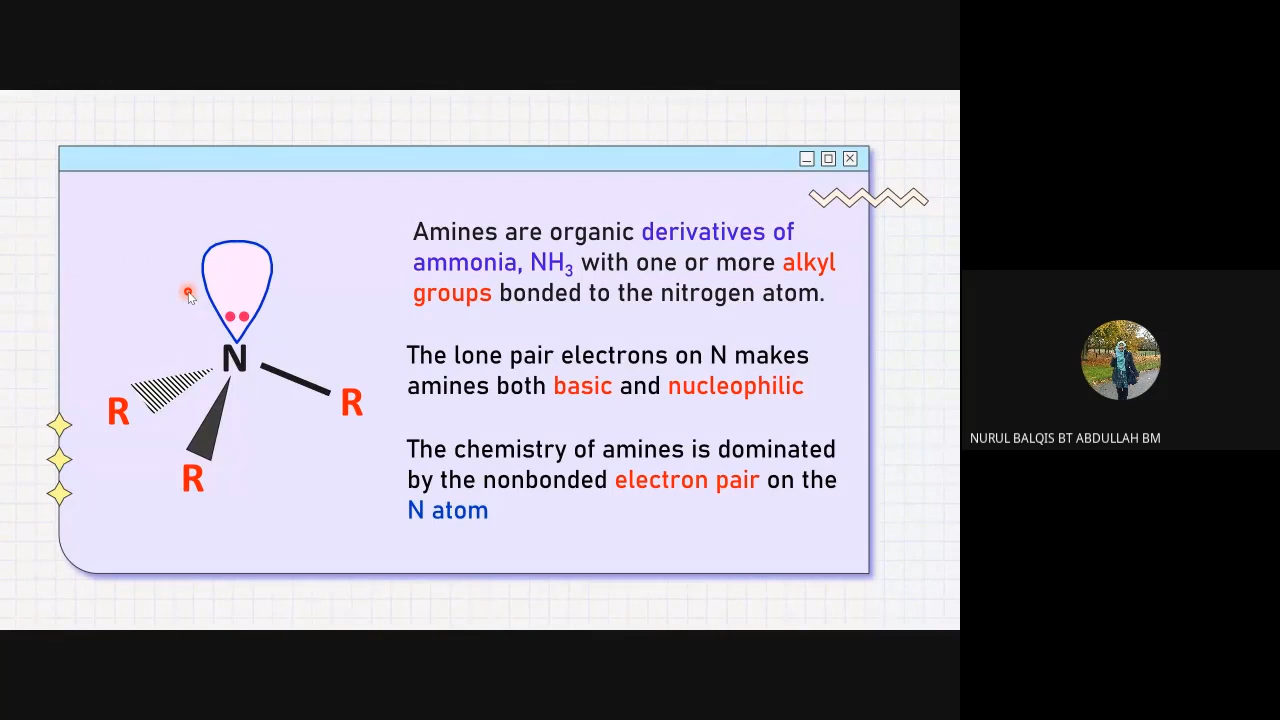 Amines are organic derivatives of
ammonia, NH₃ with one or more alkyl
groups bonded to the nitrogen atom.
The lone pair electrons on N makes
amines both basic and nucleophilic
The chemistry of amines is dominated
by the nonbonded electron pair on the
N atom
N
R
R
R
NURUL BALQIS BT ABDULLAH BM